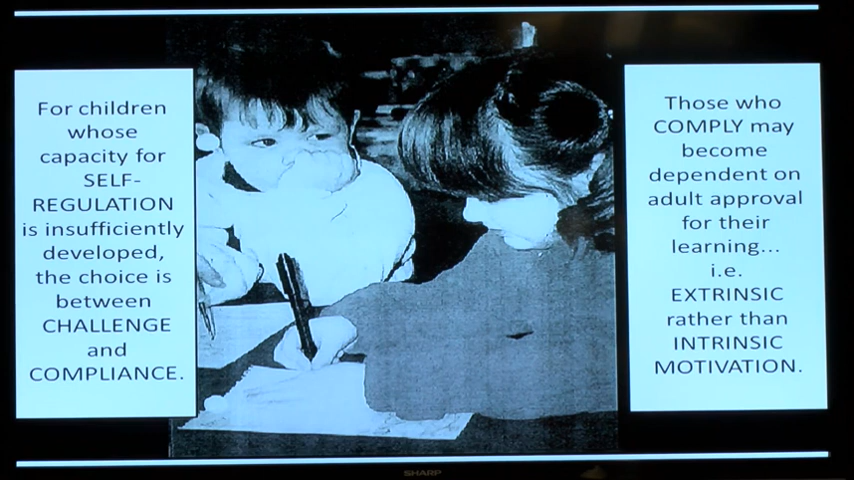 For children
whose
capacity for
SELF-
REGULATION
is insufficiently
developed,
the choice is
between
CHALLENGE
and
COMPLIANCE.
Those who
COMPLY may
become
dependent on
adult approval
for their
learning...
i.e.
EXTRINSIC
rather than
INTRINSIC
MOTIVATION.
SHARP